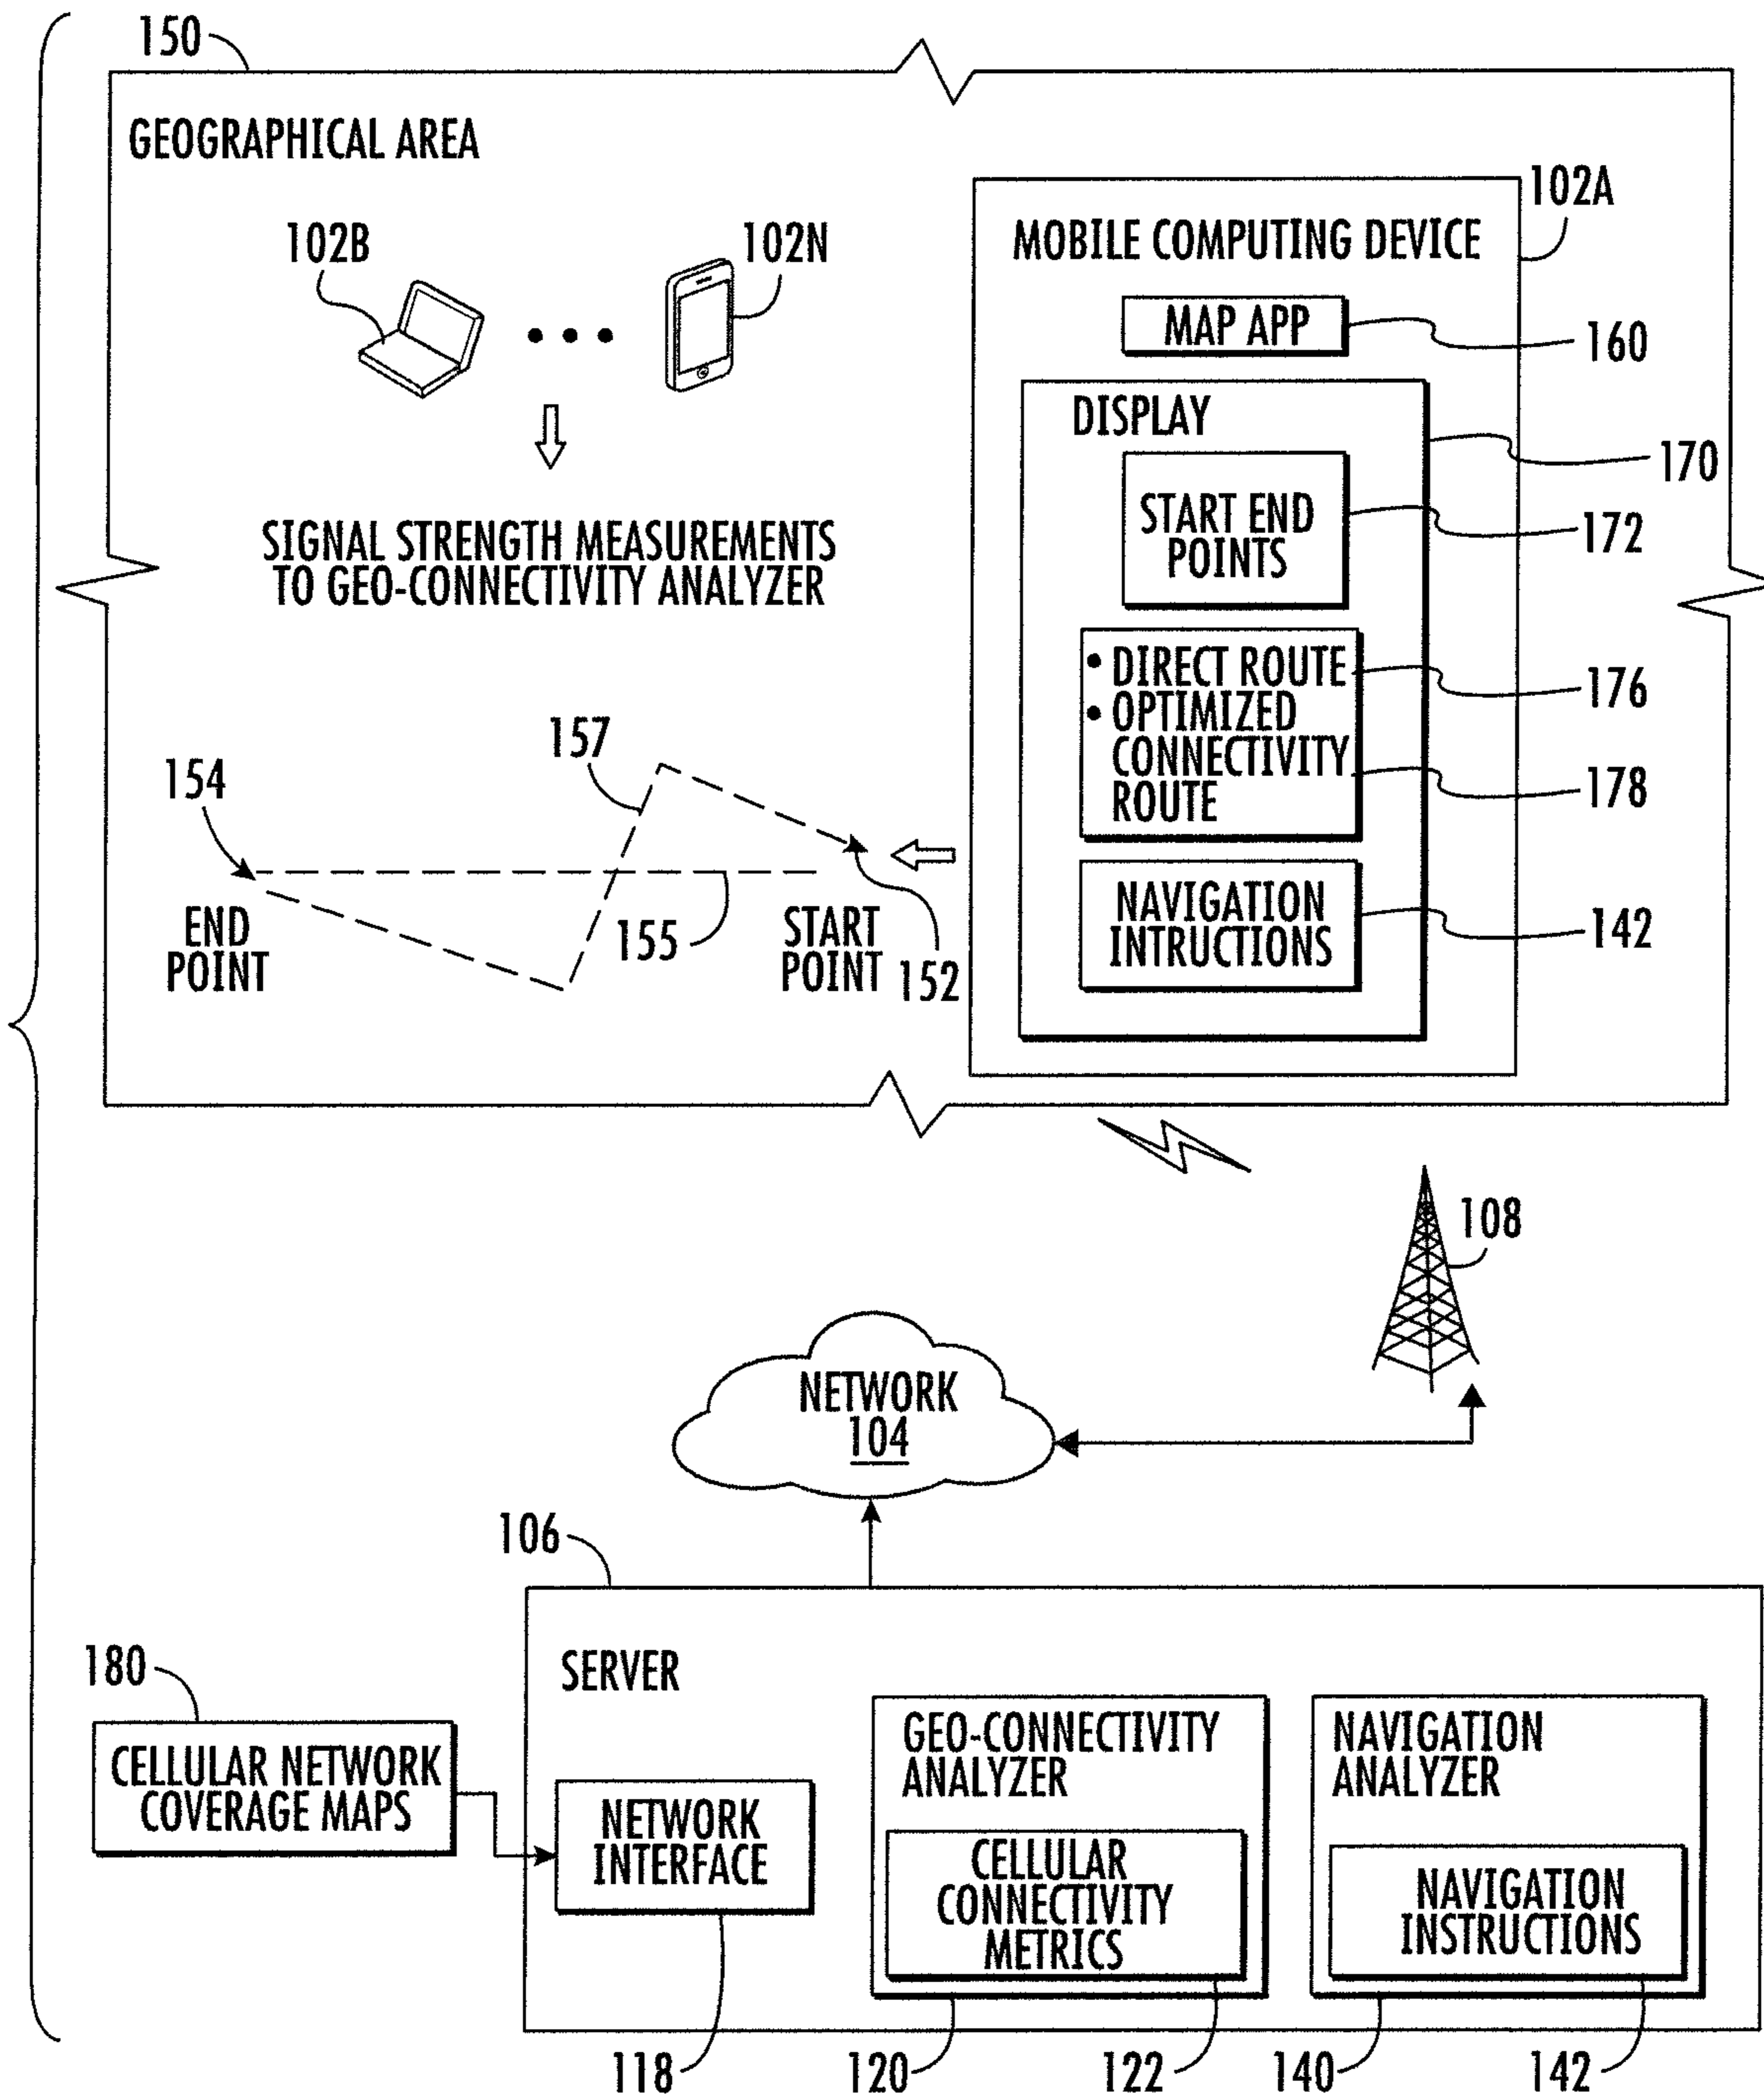 150
GEOGRAPHICAL AREA
102A
MOBILE COMPUTING DEVICE
102B
102N
MAP APP
160
DISPLAY
170
START END
POINTS
172
SIGNAL STRENGTH MEASUREMENTS
TO GEO-CONNECTIVITY ANALYZER
• DIRECT ROUTE
• OPTIMIZED
CONNECTIVITY
ROUTE
176
178
157
154
155
END
POINT
START
POINT
152
NAVIGATION
INTRUCTIONS
142
108
NETWORK
104
106
SERVER
180
CELLULAR NETWORK
COVERAGE MAPS
NETWORK
INTERFACE
GEO-CONNECTIVITY
ANALYZER
CELLULAR
CONNECTIVITY
METRICS
NAVIGATION
ANALYZER
NAVIGATION
INSTRUCTIONS
118
120
122
140
142